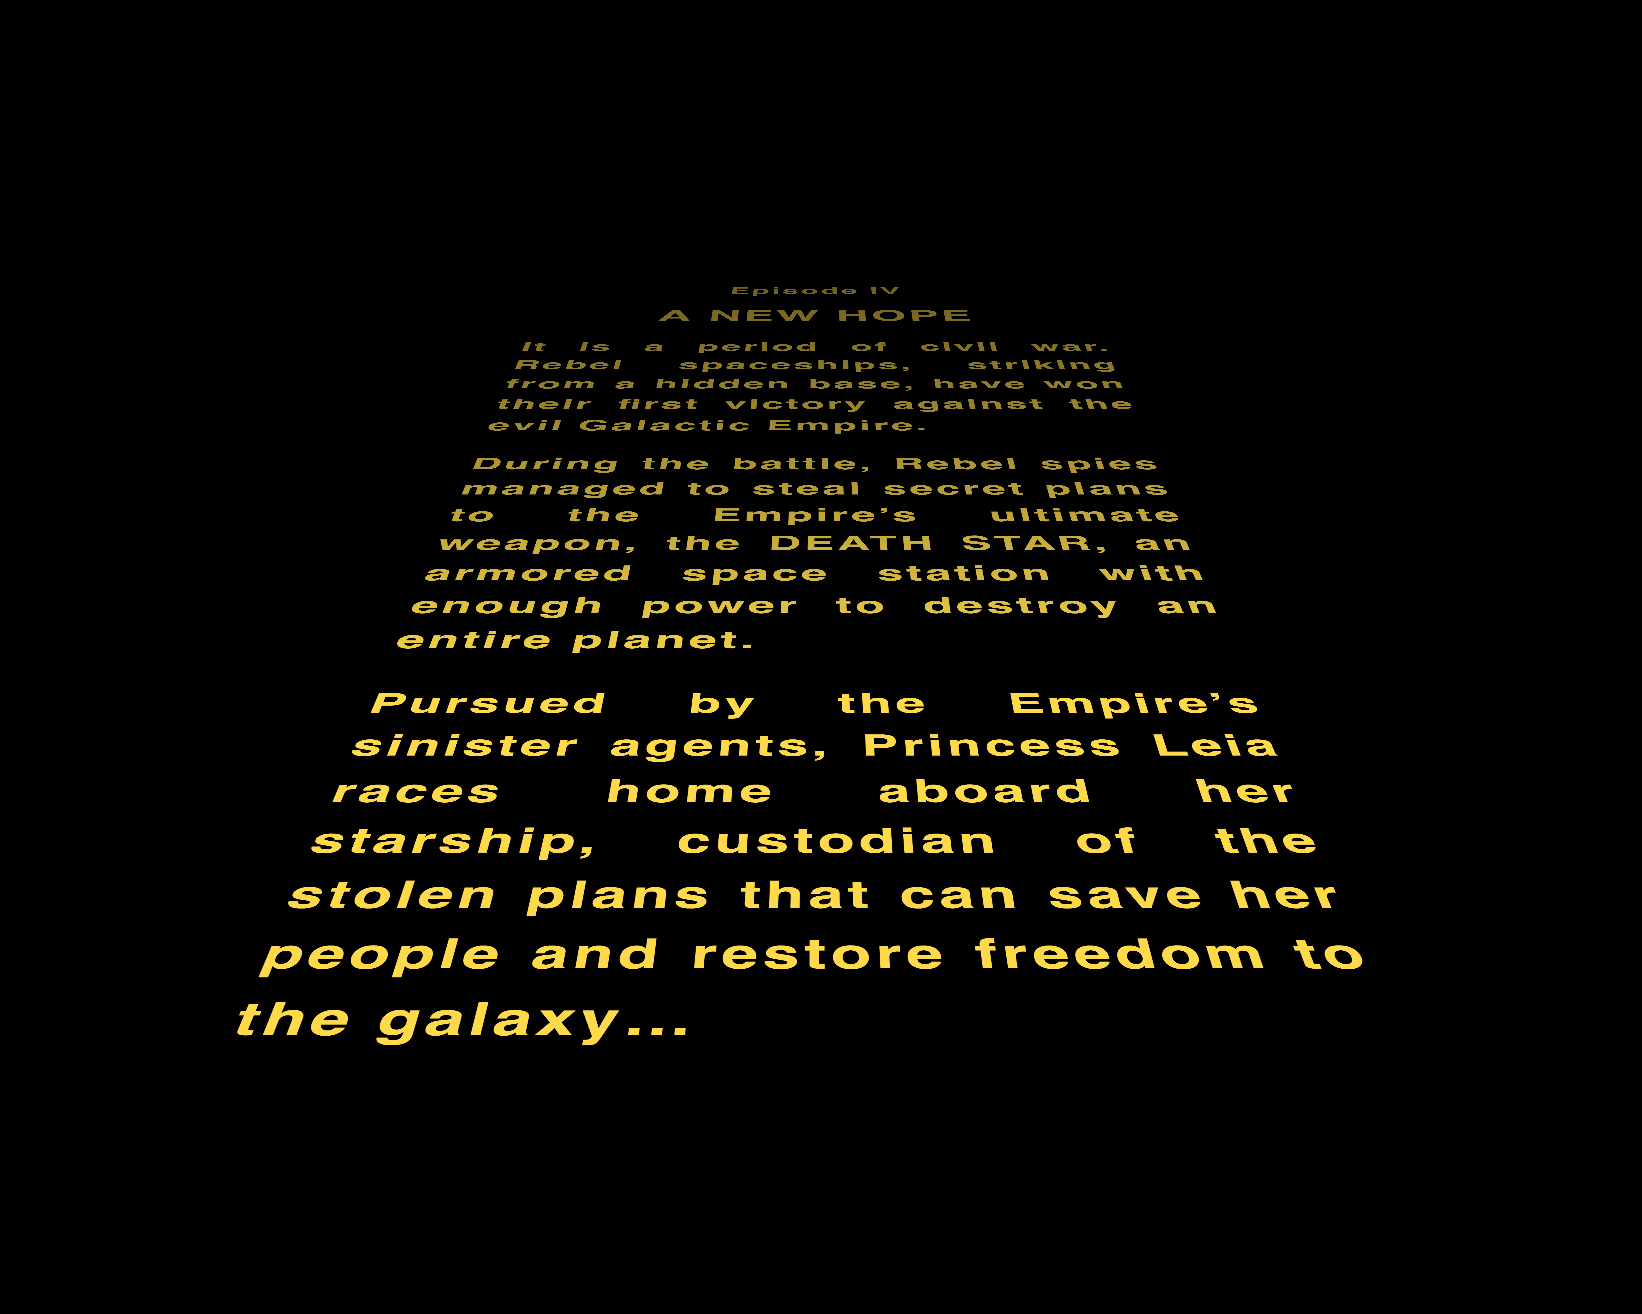 Episode IV
A NEW HOPE
It is a period of civil war.
Rebel spaceships, striking
from a hidden base, have won
their first victory against the
evil Galactic Empire.
During the battle, Rebel spies
managed to steal secret plans
to the Empire’s ultimate
weapon, the DEATH STAR, an
armored space station with
enough power to destroy an
entire planet.
Pursued by the Empire’s
sinister agents, Princess Leia
races home aboard her
starship, custodian of the
stolen plans that can save her
people and restore freedom to
the galaxy...